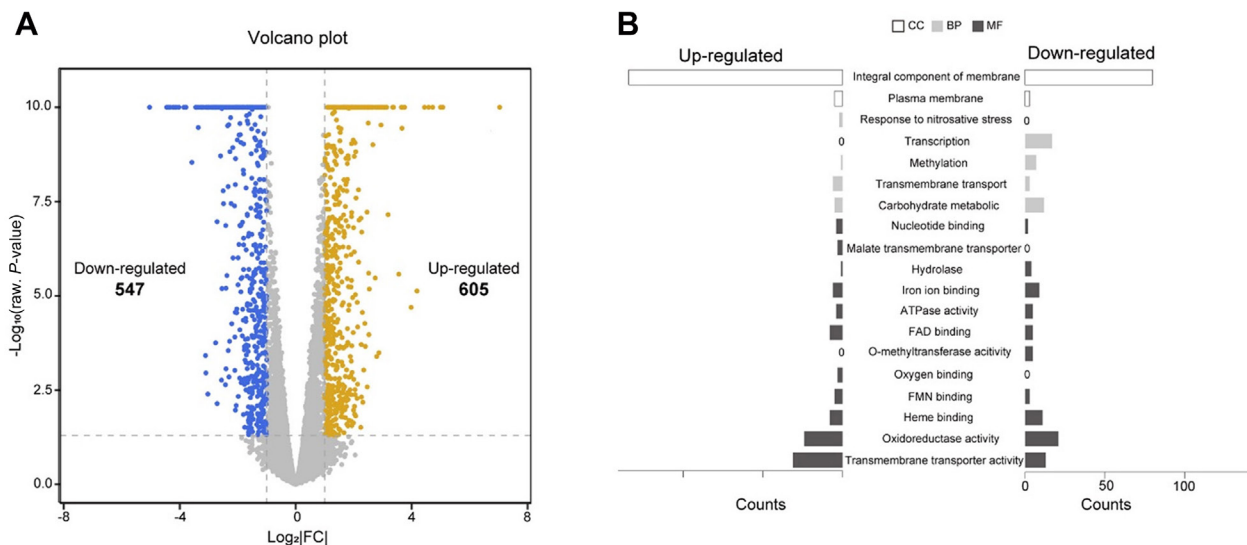 A
Volcano plot
10.0
7.5
5.0
2.5
0.0
-Log₁₀(raw. P-value)
Down-regulated
547
Up-regulated
605
-8 -4 0 4 8
Log₂|FC|
B
CC BP MF
Up-regulated Down-regulated
Integral component of membrane
Plasma membrane
Response to nitrosative stress 0
0 Transcription
Methylation
Transmembrane transport
Carbohydrate metabolic
Nucleotide binding
Malate transmembrane transporter 0
Hydrolase
Iron ion binding
ATPase activity
FAD binding
0 O-methyltransferase acitivity
Oxygen binding 0
FMN binding
Heme binding
Oxidoreductase activity
Transmembrane transporter activity
0 50 100
Counts Counts